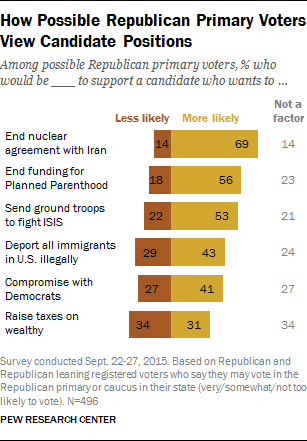 How Possible Republican Primary Voters
View Candidate Positions
Among possible Republican primary voters, % who
would be ____ to support a candidate who wants to ...
Less likely More likely Not a
factor
End nuclear
agreement with Iran 14 69 14
End funding for
Planned Parenthood 18 56 23
Send ground troops
to fight ISIS 22 53 21
Deport all immigrants
in U.S. illegally 29 43 24
Compromise with
Democrats 27 41 27
Raise taxes on
wealthy 34 31 34
Survey conducted Sept. 22-27, 2015. Based on Republican and
Republican leaning registered voters who say they may vote in the
Republican primary or caucus in their state (very/somewhat/not too
likely to vote). N=496
PEW RESEARCH CENTER